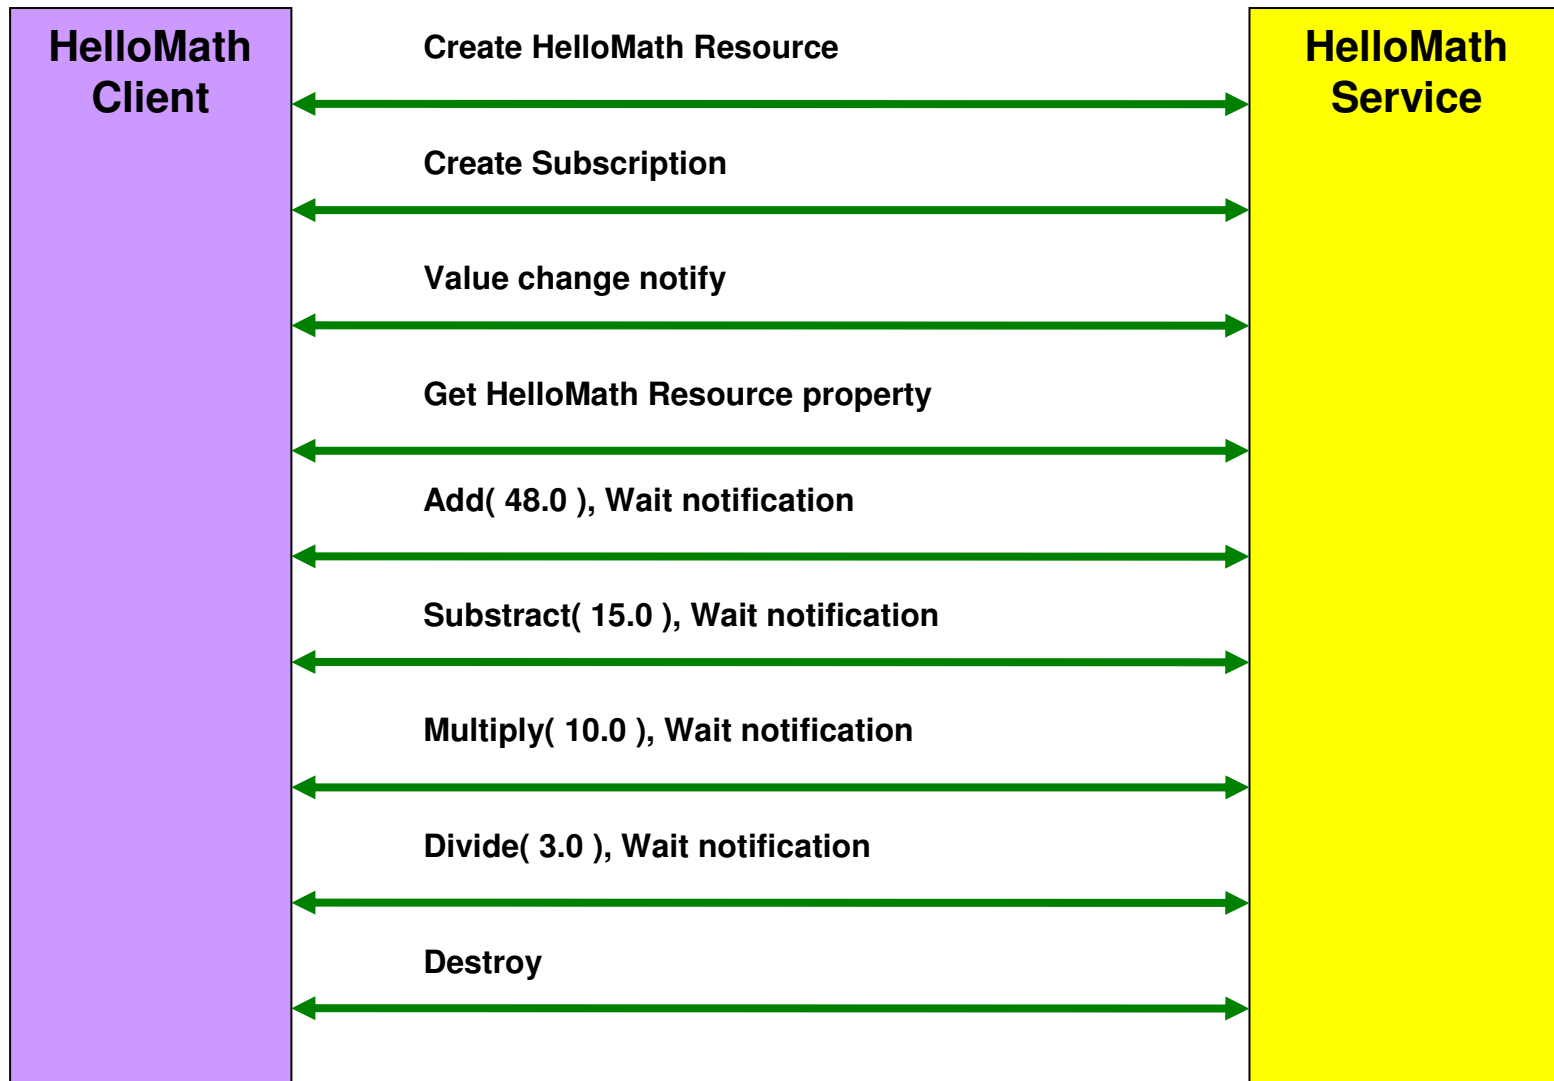 HelloMath
Client
Create HelloMath Resource
HelloMath
Service
Create Subscription
Value change notify
Get HelloMath Resource property
Add( 48.0 ), Wait notification
Substract( 15.0 ), Wait notification
Multiply( 10.0 ), Wait notification
Divide( 3.0 ), Wait notification
Destroy